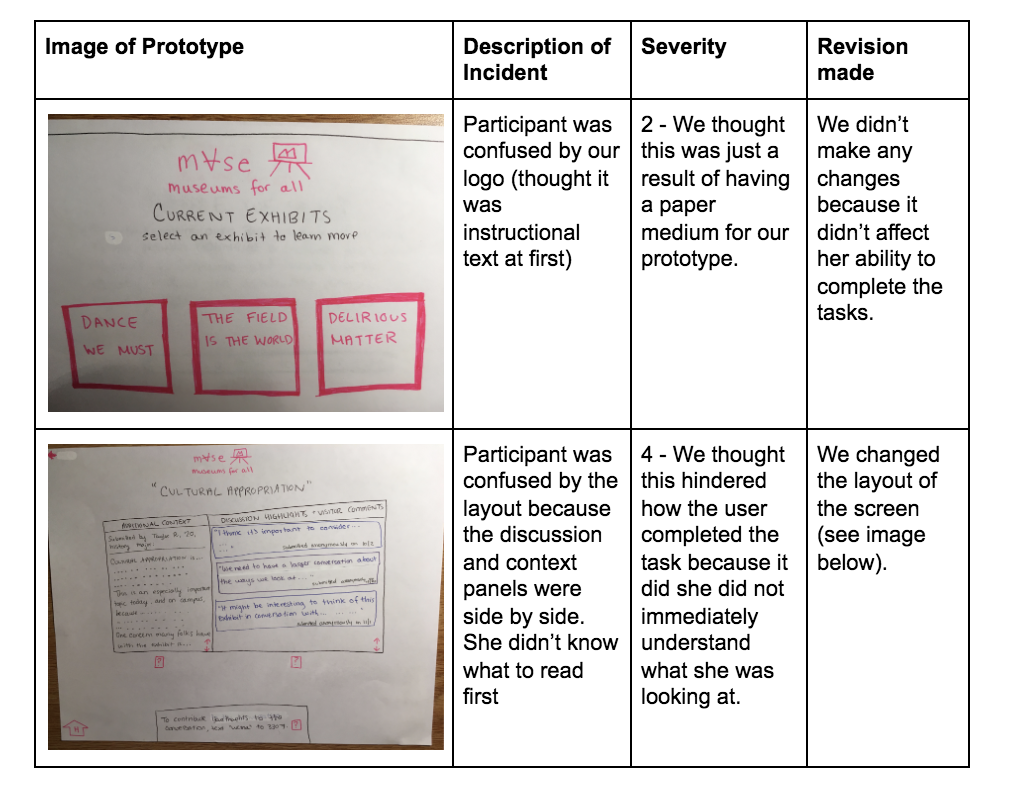 Image of Prototype
Description of
Incident
Severity
Revision
made
m∀se
museums for all
CURRENT EXHIBITS
select an exhibit to learn more
DANCE
WE MUST
THE FIELD
IS THE WORLD
DELIRIOUS
MATTER
Participant was
confused by our
logo (thought it
was
instructional
text at first)
2 - We thought
this was just a
result of having
a paper
medium for our
prototype.
We didn’t
make any
changes
because it
didn’t affect
her ability to
complete the
tasks.
m∀se
museums for all
"CULTURAL APPROPRIATION"
ADDITIONAL CONTEXT
Submitted by Taylor R., '20,
history major
Cultural Appropriation is...
This is an especially important
topic today, and on campus,
because
One concern many folks have
with the exhibit is...
DISCUSSION HIGHLIGHTS - VISITOR COMMENTS
"I think it's important to consider...
..."
submitted anonymously on
"We need to have a larger conversation about
the ways we look at...."
submitted anonymously
"It might be interesting to think of this
exhibit in conversation with...
submitted anonymously on
?
?
To contribute your thoughts to the
conversation, text to ?
H
Participant was
confused by the
layout because
the discussion
and context
panels were
side by side.
She didn’t know
what to read
first
4 - We thought
this hindered
how the user
completed the
task because it
did she did not
immediately
understand
what she was
looking at.
We changed
the layout of
the screen
(see image
below).